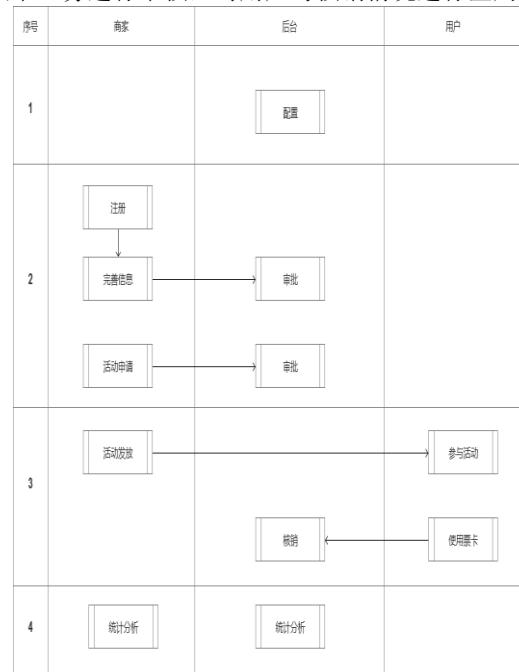 序号 商家 后台 用户
1 配置
注册
2 完善信息 审批
活动申请 审批
活动发放 参与活动
3
核销 使用票卡
4 统计分析 统计分析